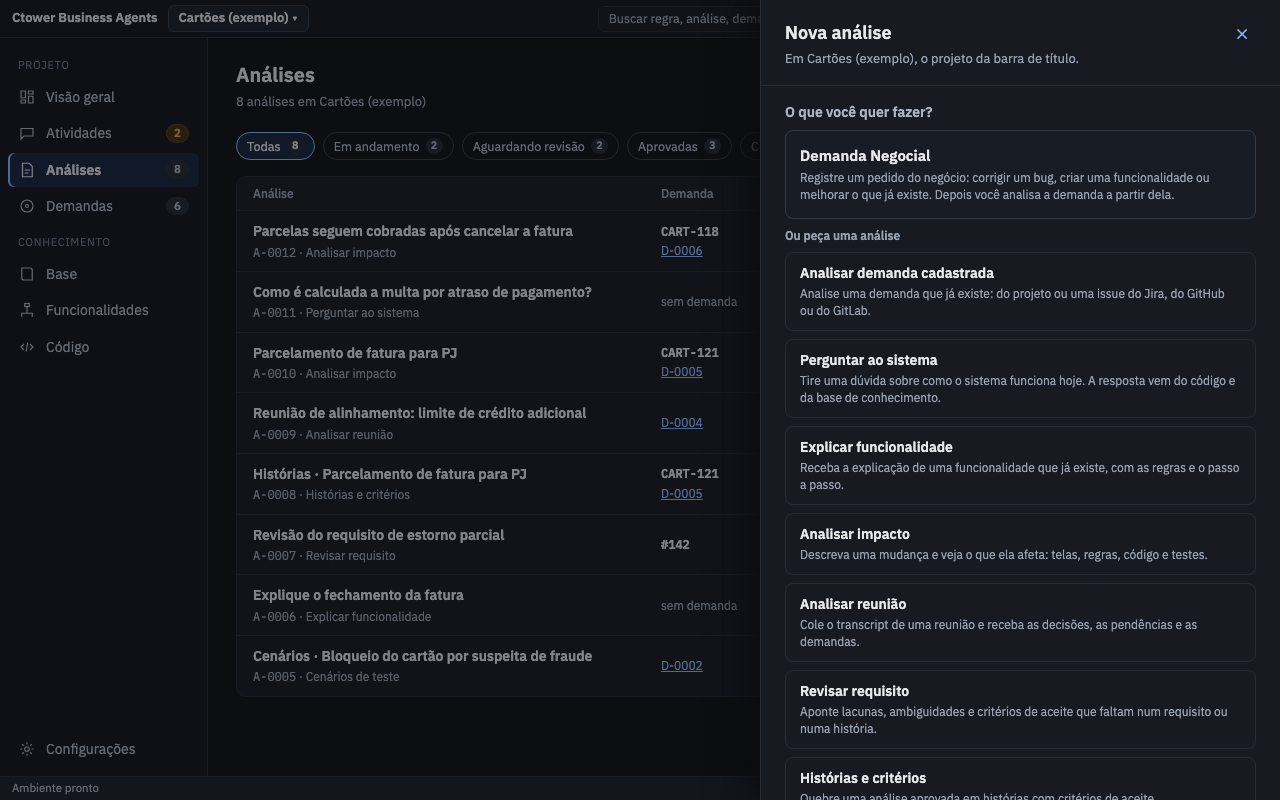 Ctower Business Agents
Cartões (exemplo) ▾
Buscar regra, análise, dem
PROJETO
Visão geral
Atividades 2
Análises 8
Demandas 6
CONHECIMENTO
Base
Funcionalidades
Código
Configurações
Ambiente pronto
Análises
8 análises em Cartões (exemplo)
Todas 8
Em andamento 2
Aguardando revisão 2
Aprovadas 3
C
Análise Demanda
Parcelas seguem cobradas após cancelar a fatura
A-0012 · Analisar impacto
CART-118
D-0006
Como é calculada a multa por atraso de pagamento?
A-0011 · Perguntar ao sistema
sem demanda
Parcelamento de fatura para PJ
A-0010 · Analisar impacto
CART-121
D-0005
Reunião de alinhamento: limite de crédito adicional
A-0009 · Analisar reunião
D-0004
Histórias · Parcelamento de fatura para PJ
A-0008 · Histórias e critérios
CART-121
D-0005
Revisão do requisito de estorno parcial
A-0007 · Revisar requisito
#142
Explique o fechamento da fatura
A-0006 · Explicar funcionalidade
sem demanda
Cenários · Bloqueio do cartão por suspeita de fraude
A-0005 · Cenários de teste
D-0002
Nova análise
Em Cartões (exemplo), o projeto da barra de título.
O que você quer fazer?
Demanda Negocial
Registre um pedido do negócio: corrigir um bug, criar uma funcionalidade ou
melhorar o que já existe. Depois você analisa a demanda a partir dela.
Ou peça uma análise
Analisar demanda cadastrada
Analise uma demanda que já existe: do projeto ou uma issue do Jira, do GitHub
ou do GitLab.
Perguntar ao sistema
Tire uma dúvida sobre como o sistema funciona hoje. A resposta vem do código e
da base de conhecimento.
Explicar funcionalidade
Receba a explicação de uma funcionalidade que já existe, com as regras e o passo
a passo.
Analisar impacto
Descreva uma mudança e veja o que ela afeta: telas, regras, código e testes.
Analisar reunião
Cole o transcript de uma reunião e receba as decisões, as pendências e as
demandas.
Revisar requisito
Aponte lacunas, ambiguidades e critérios de aceite que faltam num requisito ou
numa história.
Histórias e critérios
Quebre uma análise aprovada em histórias com critérios de aceite.